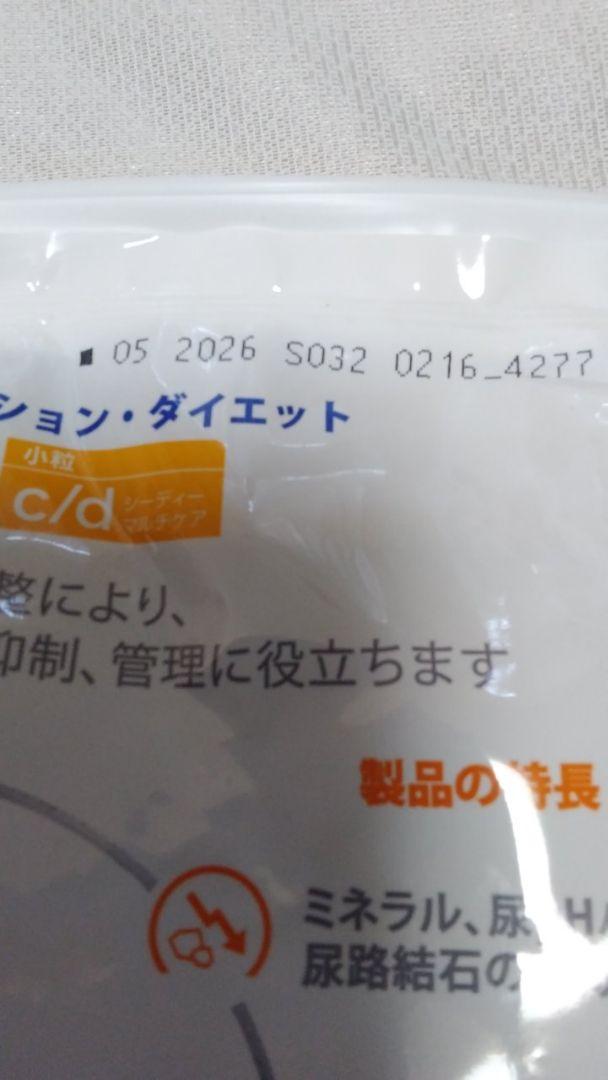 05 2026 S032 0216_4277
ション・ダイエット
小粒
c/d シーディー
マルチケア
整により、
抑制、管理に役立ちます
製品の特長
ミネラル、尿
尿路結石の